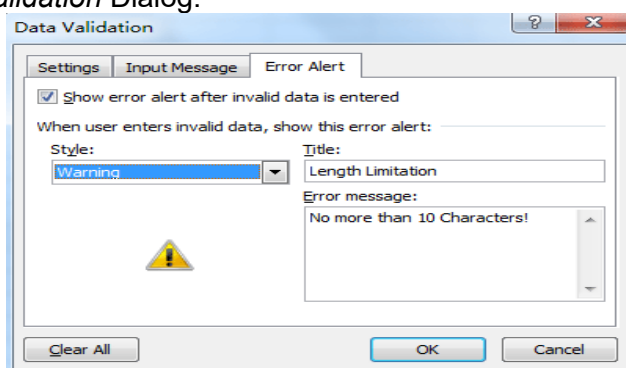 alidation Dialog:
Data Validation
Settings Input Message Error Alert
Show error alert after invalid data is entered
When user enters invalid data, show this error alert:
Style: Title:
Warning Length Limitation
Error message:
No more than 10 Characters!
Clear All OK Cancel